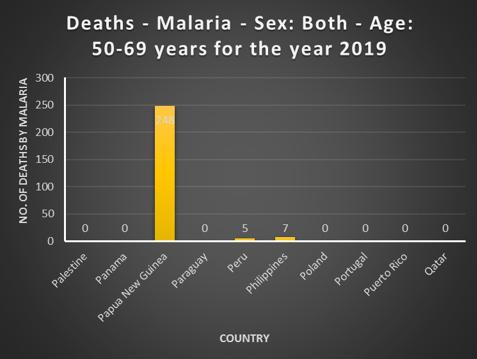 Deaths - Malaria - Sex: Both - Age:
50-69 years for the year 2019
NO. OF DEATHS BY MALARIA
300
250
200
150
100
50
0
0
0
248
0
5
7
0
0
0
0
Palestine
Panama
Papua New Guinea
Paraguay
Peru
Philippines
Poland
Portugal
Puerto Rico
Qatar
COUNTRY